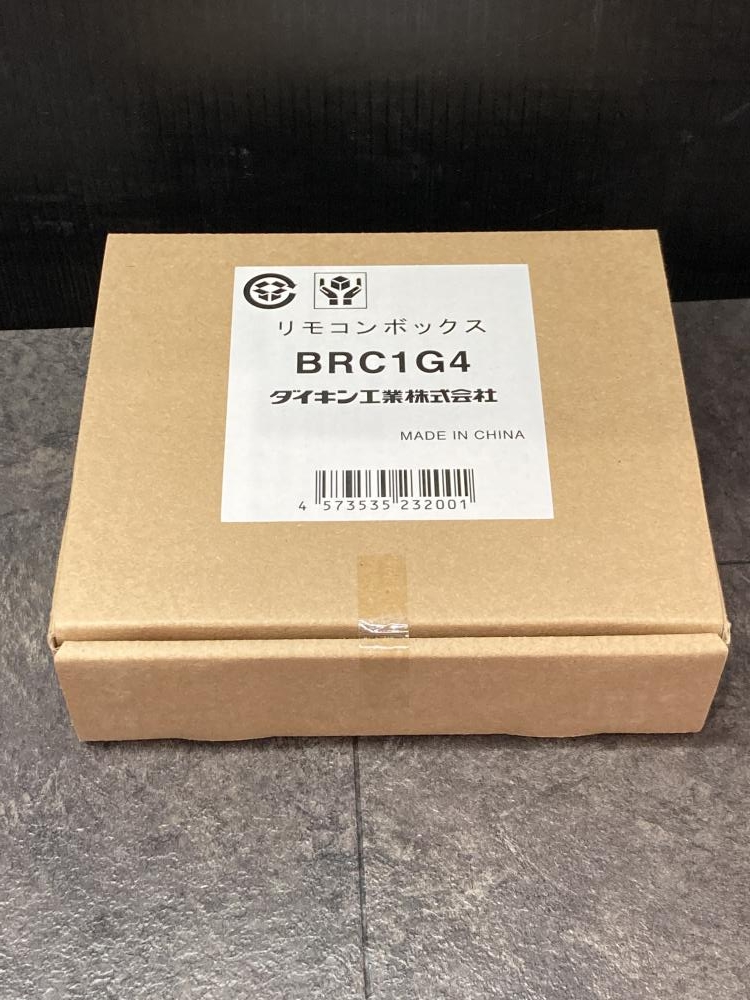 リモコンボックス
BRC1G4
ダイキン工業株式会社
MADE IN CHINA
4 573535 232001